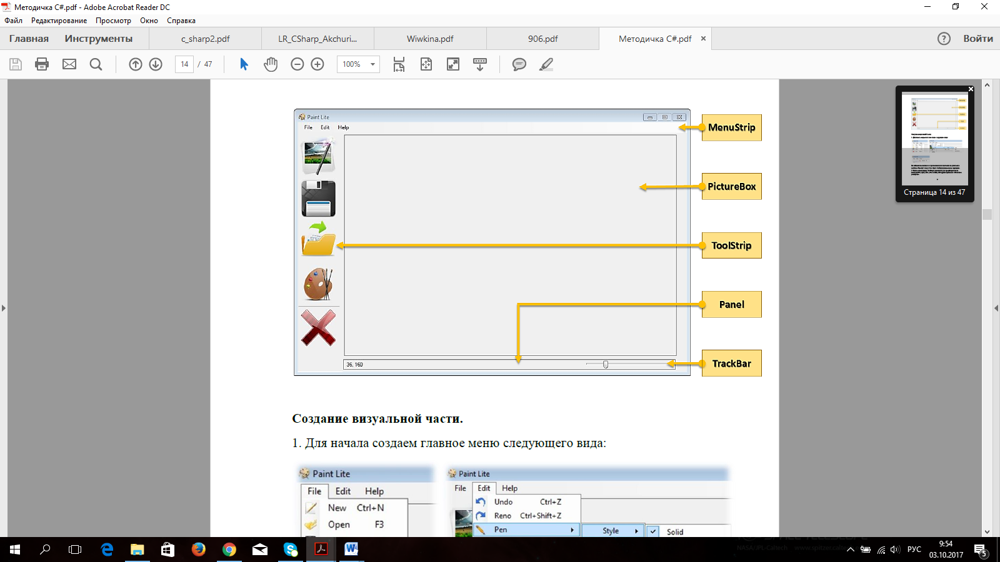 Методичка C#.pdf - Adobe Acrobat Reader DC
Файл Редактирование Просмотр Окно Справка
Главная Инструменты c_sharp2.pdf LR_CSharp_Akchuri... Wiwkina.pdf 906.pdf Методичка C#.pdf × ? Войти
14 / 47 100%
Paint Lite
File Edit Help
MenuStrip
PictureBox
ToolStrip
Panel
TrackBar
36, 160
Страница 14 из 47
Создание визуальной части.
1. Для начала создаем главное меню следующего вида:
Paint Lite
File Edit Help
New Ctrl+N
Open F3
Paint Lite
File Edit Help
Undo Ctrl+Z
Reno Ctrl+Shift+Z
Pen Style Solid
NASA/JPL-Caltech
РУС
9:54
03.10.2017
5